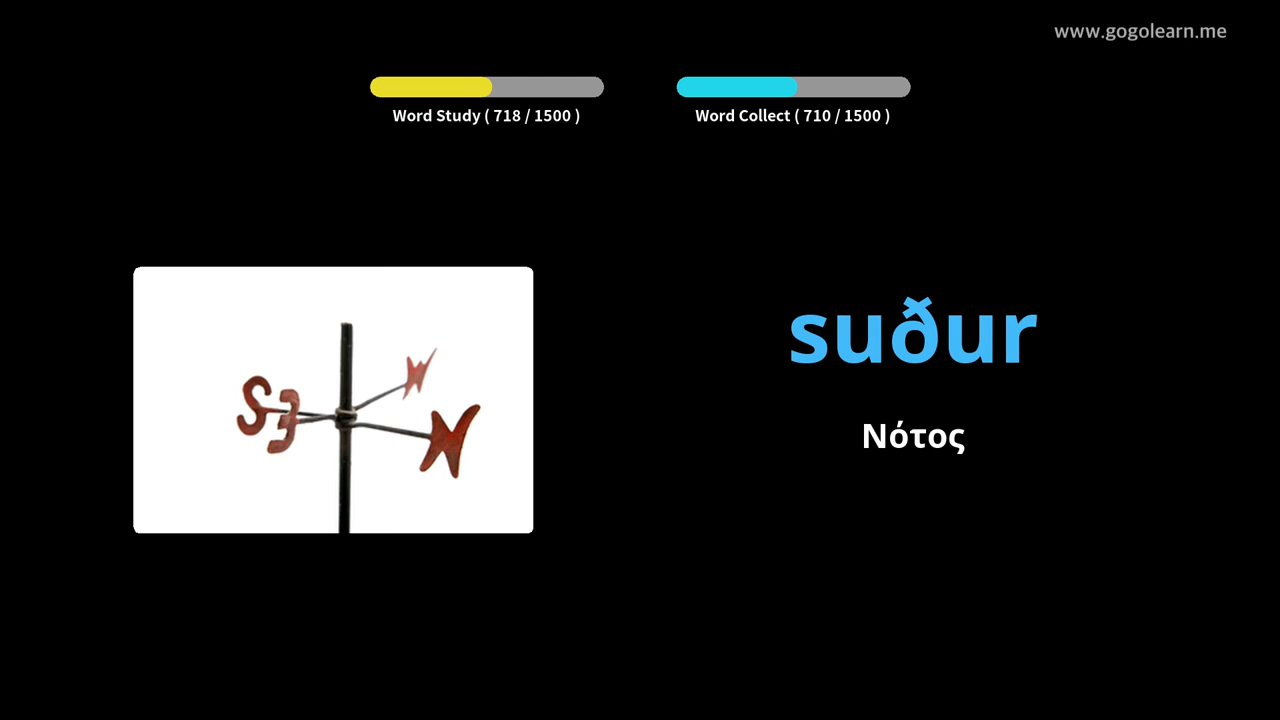 www.gogolearn.me
Word Study ( 718 / 1500 )
Word Collect ( 710 / 1500 )
suður
Νότος
S
E
N